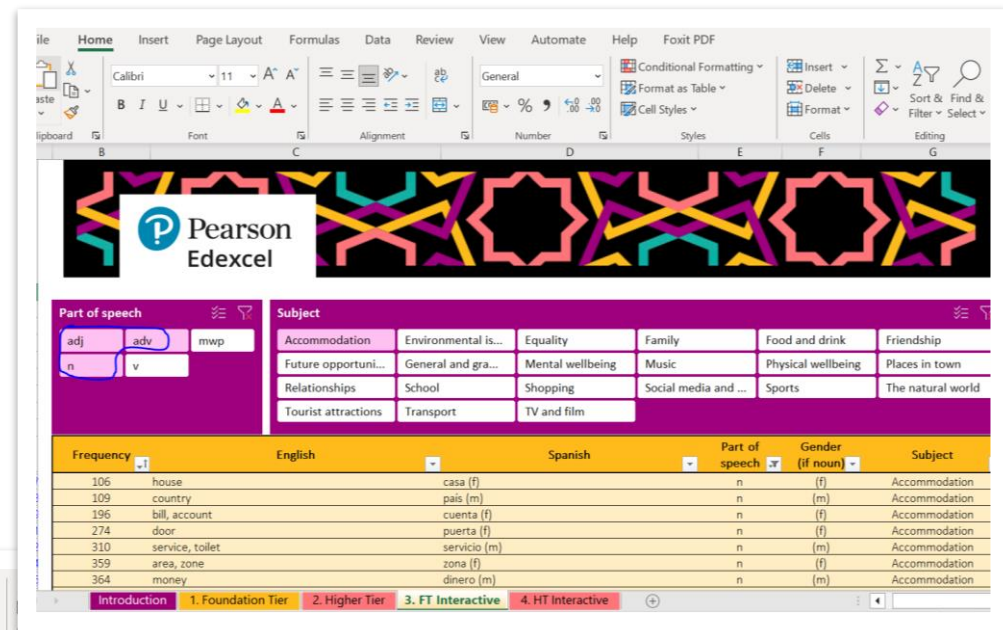 ile Home Insert Page Layout Formulas Data Review View Automate Help Foxit PDF
Calibri 11 A A ab General Conditional Formatting Insert Σ
aste Format as Table Delete Sort & Find &
B I U A % 9 .00 Cell Styles Format Filter Select
lipboard Font Alignment Number Styles Cells Editing
B C D E F G
P Pearson
Edexcel
Part of speech Subject
adj adv mwp Accommodation Environmental is... Equality Family Food and drink Friendship
n v Future opportuni... General and gra... Mental wellbeing Music Physical wellbeing Places in town
Relationships School Shopping Social media and ... Sports The natural world
Tourist attractions Transport TV and film
Frequency English Spanish Part of speech Gender (if noun) Subject
106 house casa (f) n (f) Accommodation
109 country país (m) n (m) Accommodation
196 bill, account cuenta (f) n (f) Accommodation
274 door puerta (f) n (f) Accommodation
310 service, toilet servicio (m) n (m) Accommodation
359 area, zone zona (f) n (f) Accommodation
364 money dinero (m) n (m) Accommodation
Introduction 1. Foundation Tier 2. Higher Tier 3. FT Interactive 4. HT Interactive